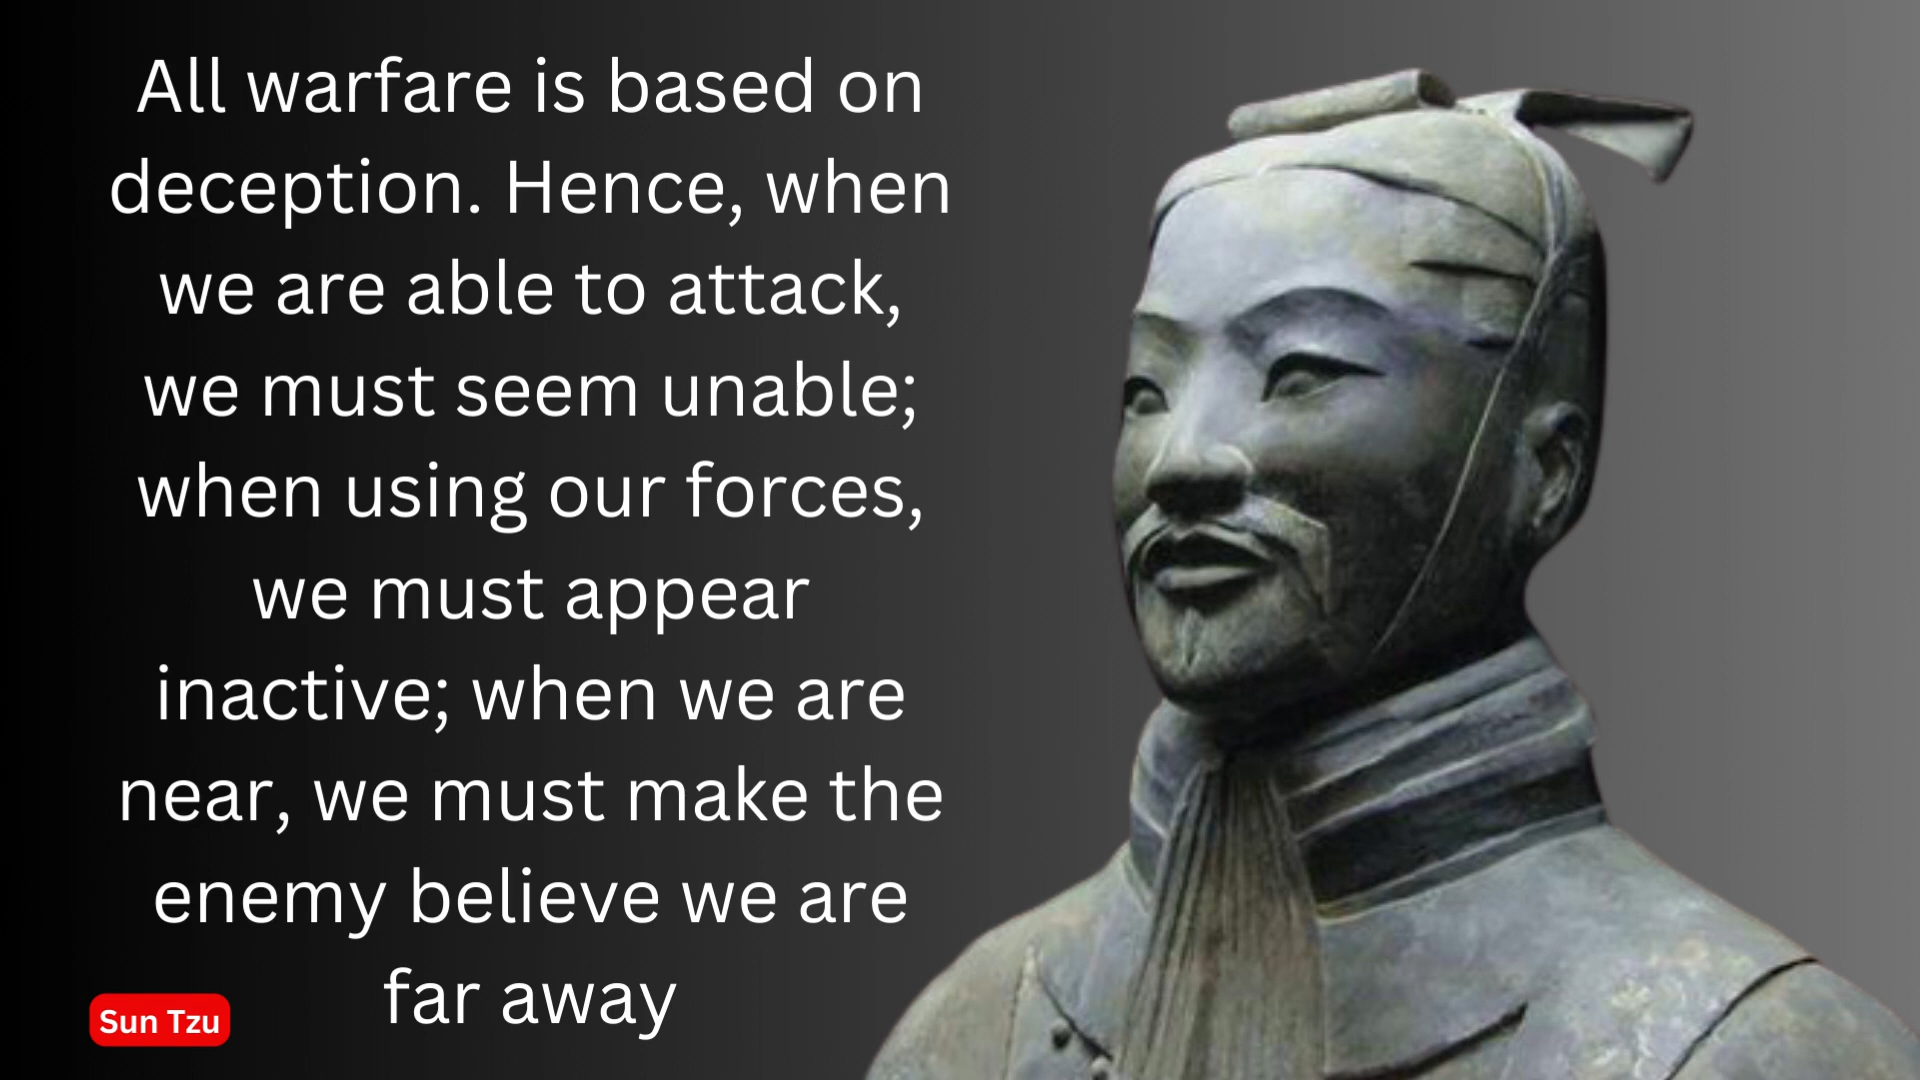 All warfare is based on
deception. Hence, when
we are able to attack,
we must seem unable;
when using our forces,
we must appear
inactive; when we are
near, we must make the
enemy believe we are
far away
Sun Tzu